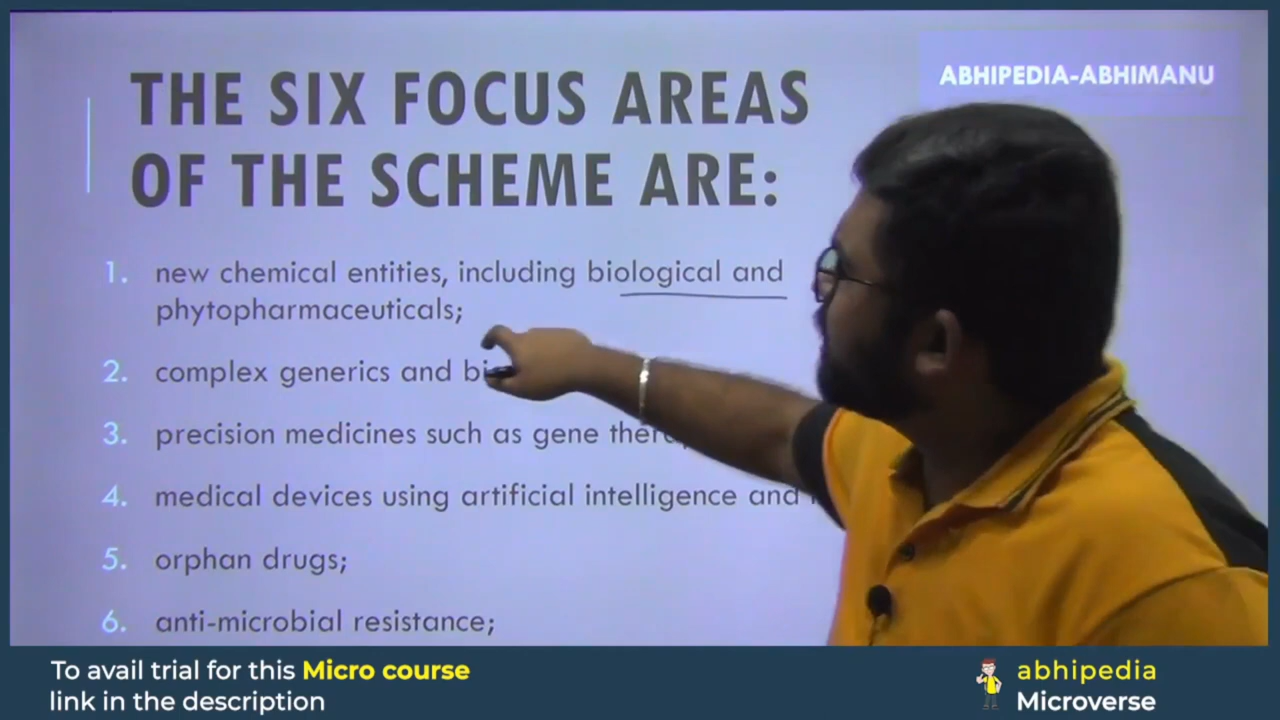 THE SIX FOCUS AREAS
OF THE SCHEME ARE:
ABHIPEDIA-ABHIMANU
1. new chemical entities, including biological and
phytopharmaceuticals;
2. complex generics and
3. precision medicines such as gene
4. medical devices using artificial intelligence and
5. orphan drugs;
6. anti-microbial resistance;
To avail trial for this Micro course
link in the description
abhipedia
Microverse